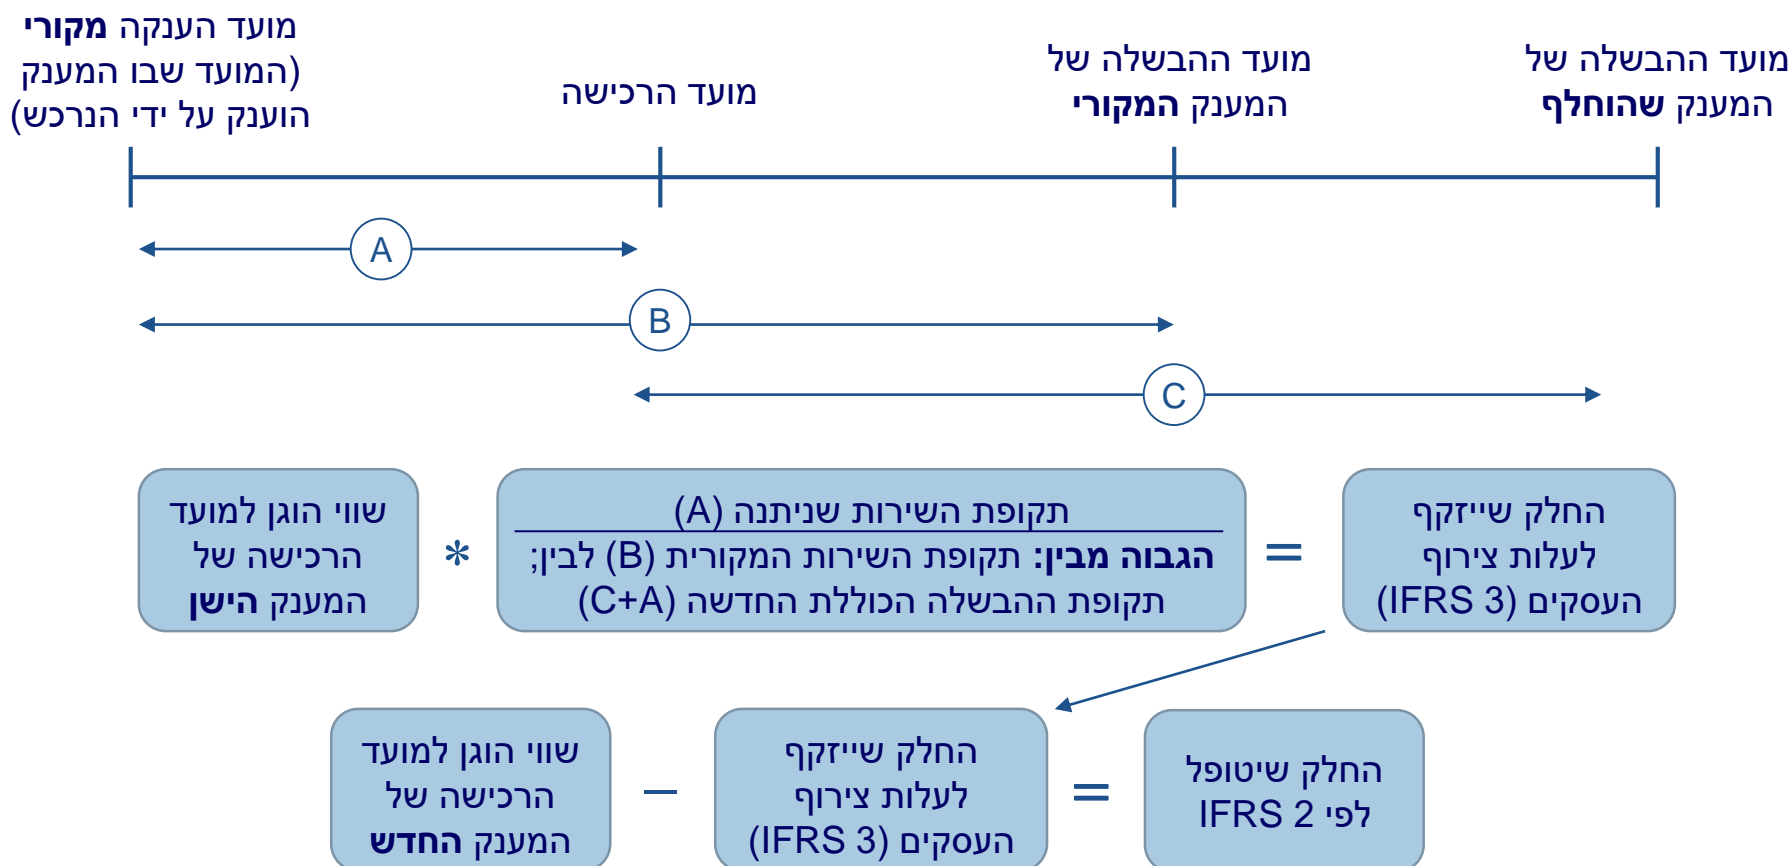 מועד הענקה מקורי
(המועד שבו המענק
הוענק על ידי הנרכש)
מועד הרכישה
מועד ההבשלה של
המענק המקורי
מועד ההבשלה של
המענק שהוחלף
A
B
C
שווי הוגן למועד
הרכישה של
המענק הישן
*
תקופת השירות שניתנה (A)
הגבוה מבין: תקופת השירות המקורית (B) לבין;
תקופת ההבשלה הכוללת החדשה (C+A)
=
החלק שייזקף
לעלות צירוף
העסקים (IFRS 3)
שווי הוגן למועד
הרכישה של
המענק החדש
–
החלק שייזקף
לעלות צירוף
העסקים (IFRS 3)
=
החלק שיטופל
לפי IFRS 2